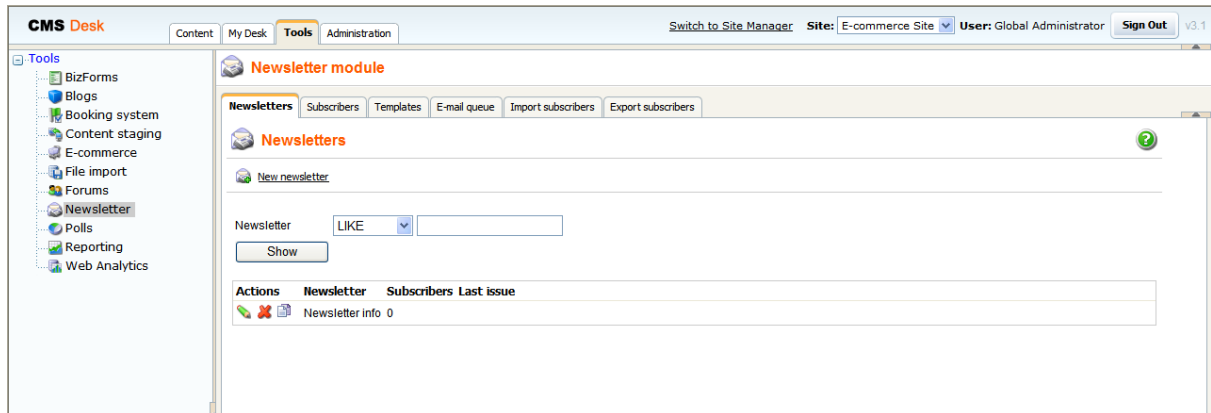 CMS Desk
Content My Desk Tools Administration
Switch to Site Manager Site: E-commerce Site User: Global Administrator Sign Out v3.1
Tools
BizForms
Blogs
Booking system
Content staging
E-commerce
File import
Forums
Newsletter
Polls
Reporting
Web Analytics
Newsletter module
Newsletters Subscribers Templates E-mail queue Import subscribers Export subscribers
Newsletters
New newsletter
Newsletter LIKE
Show
Actions Newsletter Subscribers Last issue
Newsletter info 0